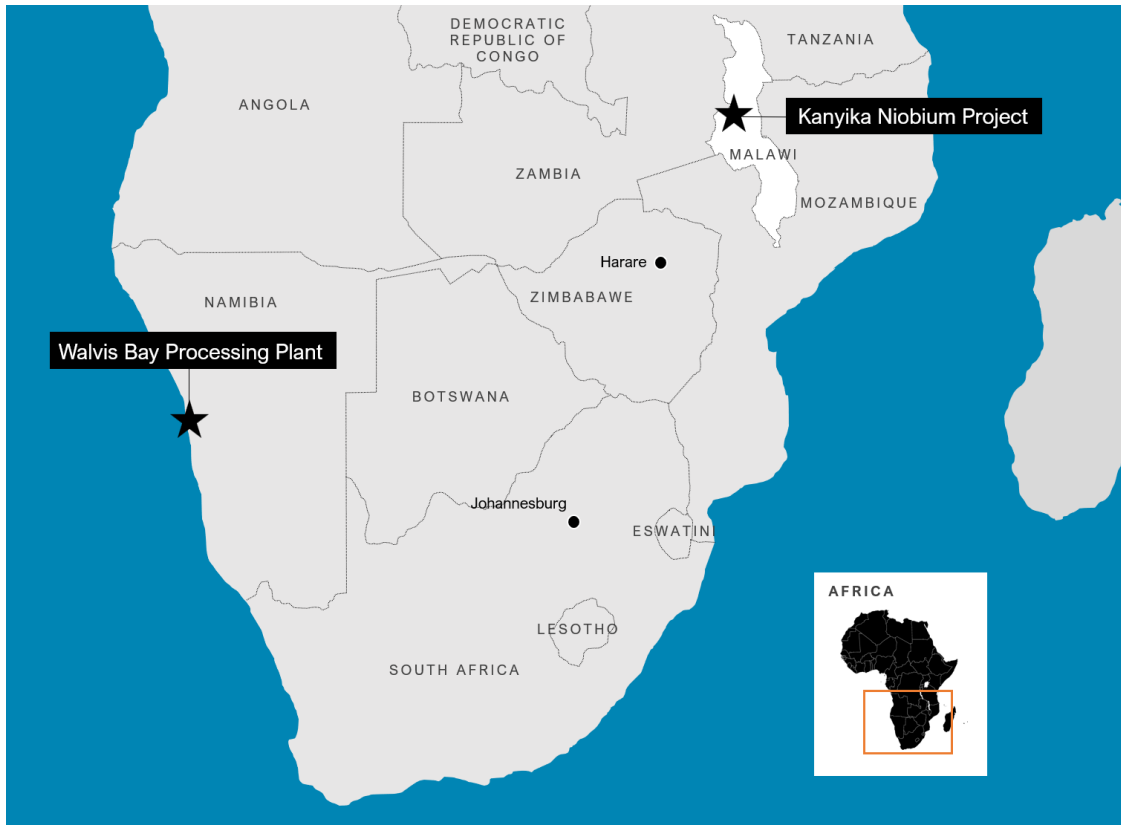 DEMOCRATIC
REPUBLIC OF
CONGO
TANZANIA
ANGOLA
Kanyika Niobium Project
MALAWI
ZAMBIA
MOZAMBIQUE
Harare
ZIMBABAWE
NAMIBIA
Walvis Bay Processing Plant
BOTSWANA
Johannesburg
ESWATINI
LESOTHO
SOUTH AFRICA
AFRICA